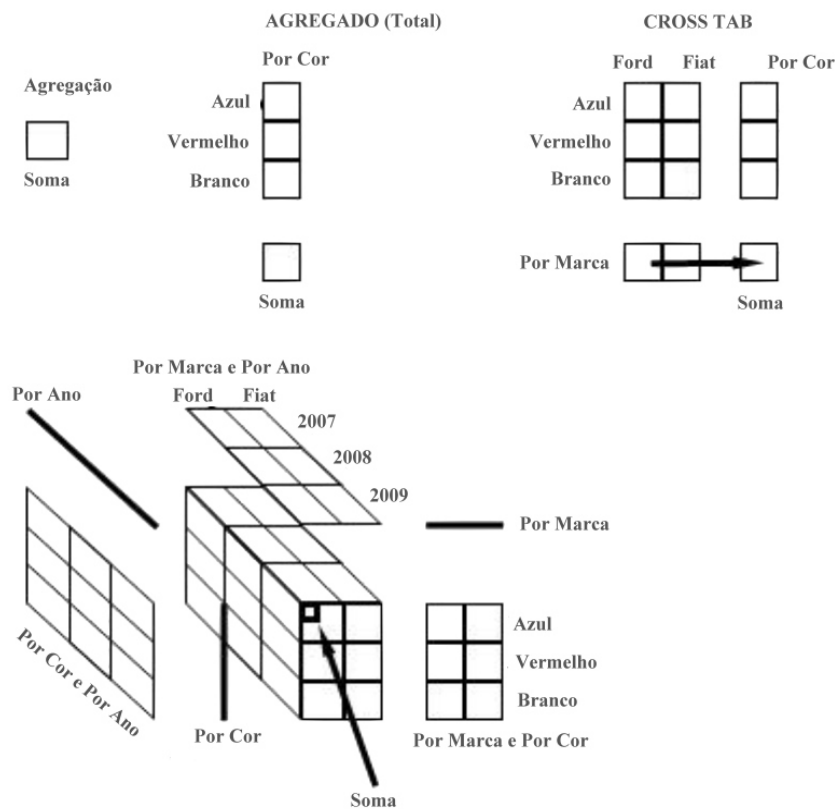 AGREGADO (Total)
CROSS TAB
Por Cor
Ford Fiat Por Cor
Agregação
Azul
Vermelho
Branco
Soma
Azul
Vermelho
Branco
Por Marca
Soma
Soma
Por Marca e Por Ano
Por Ano
Ford Fiat
2007
2008
2009
Por Marca
Azul
Vermelho
Branco
Por Cor e Por Ano
Por Cor
Por Marca e Por Cor
Soma